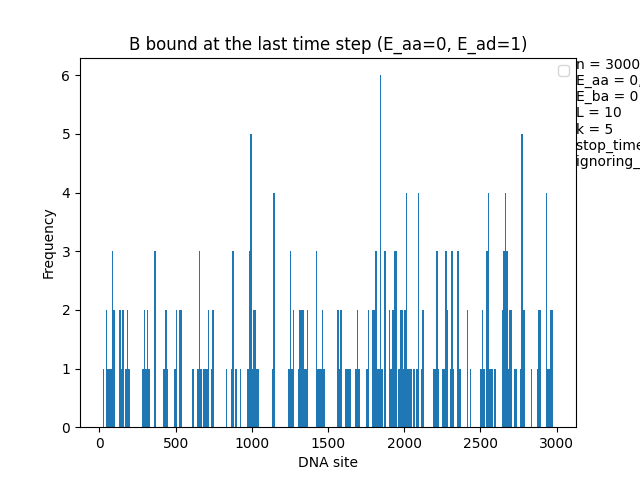 B bound at the last time step (E_aa=0, E_ad=1)
n = 3000
E_aa = 0,
E_ba = 0
L = 10
k = 5
stop_time
ignoring_
Frequency
6
5
4
3
2
1
0
0 500 1000 1500 2000 2500 3000
DNA site